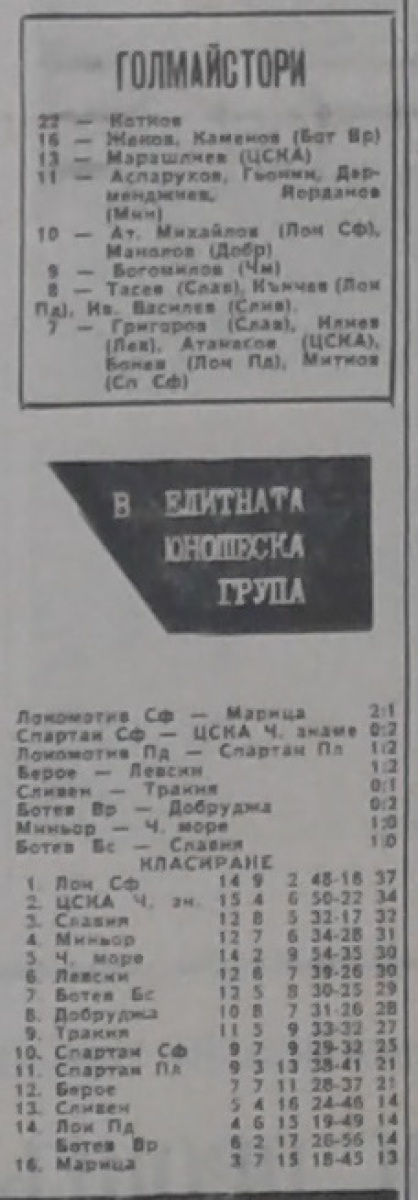 ГОЛМАЙСТОРИ
22 — Котков
16 — Жеков, Каменов (Бот Вр)
13 — Марашлиев (ЦСКА)
11 — Аспарухов, Гьонин, Дер-
менджиев, Йорданов
(Мин)
10 — Ат. Михайлов (Лок Сф),
Манолов (Добр)
9 — Богомилов (Чм)
8 — Тасев (Слав), Кънчев (Лок
Пд), Ив. Василев (Слив).
7 — Григоров (Слав), Илиев
(Лев), Атанасов (ЦСКА),
Бонев (Лок Пд), Митков
(Сп Сф)
В ЕЛИТНАТА
ЮНОШЕСКА
ГРУПА
Локомотив Сф — Марица 2:1
Спартак Сф — ЦСКА Ч. знаме 0:2
Локомотив Пд — Спартак Пл 1:2
Берое — Левски 1:2
Сливен — Тракия 0:1
Ботев Вр — Добруджа 0:2
Миньор — Ч. море 1:0
Ботев Бс — Славия 1:0
КЛАСИРАНЕ
1. Лок Сф 14 9 2 48-16 37
2. ЦСКА Ч. зн. 15 4 6 50-22 34
3. Славия 12 8 5 32-17 32
4. Миньор 12 7 6 34-28 31
5. Ч. море 14 2 9 54-35 30
6. Левски 12 6 7 39-26 30
7. Ботев Бс 12 5 8 30-25 29
8. Добруджа 10 8 7 31-26 28
9. Тракия 11 5 9 33-32 27
10. Спартак Сф 9 7 9 29-32 25
11. Спартак Пл 9 3 13 38-41 21
12. Берое 7 7 11 28-37 21
13. Сливен 5 4 16 24-46 14
14. Лок Пд 4 6 15 19-49 14
Ботев Вр 6 2 17 26-56 14
16. Марица 3 7 15 18-45 13